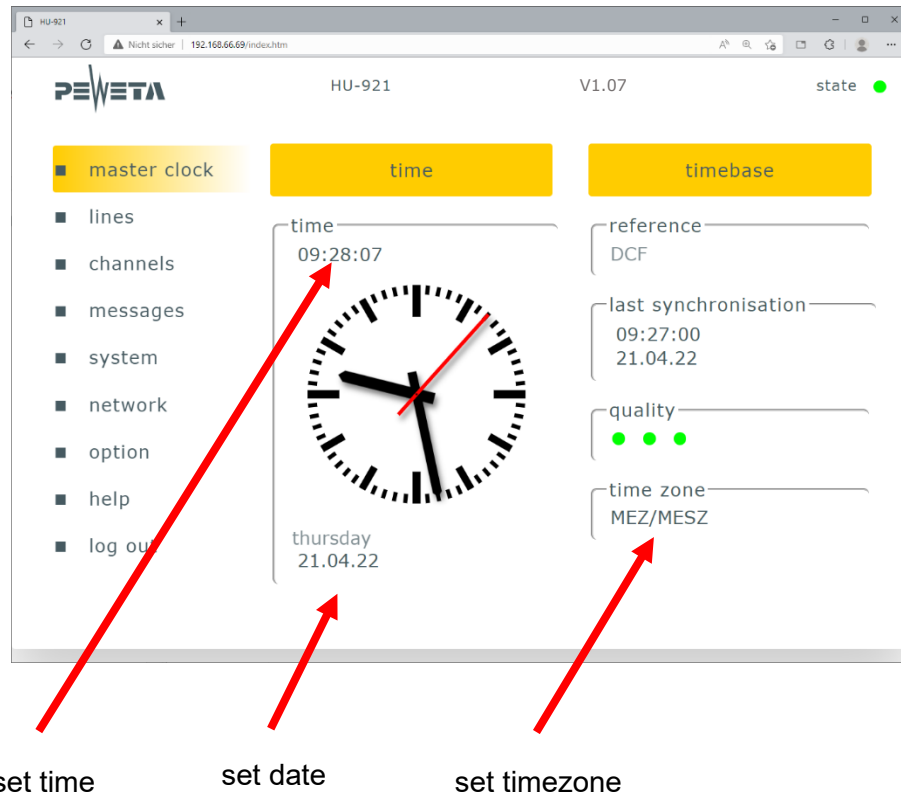 HU-921
Nicht sicher | 192.168.66.69/index.htm
PEWETA
HU-921
V1.07
state
master clock
lines
channels
messages
system
network
option
help
log out
time
time
09:28:07
thursday
21.04.22
timebase
reference
DCF
last synchronisation
09:27:00
21.04.22
quality
time zone
MEZ/MESZ
set time
set date
set timezone